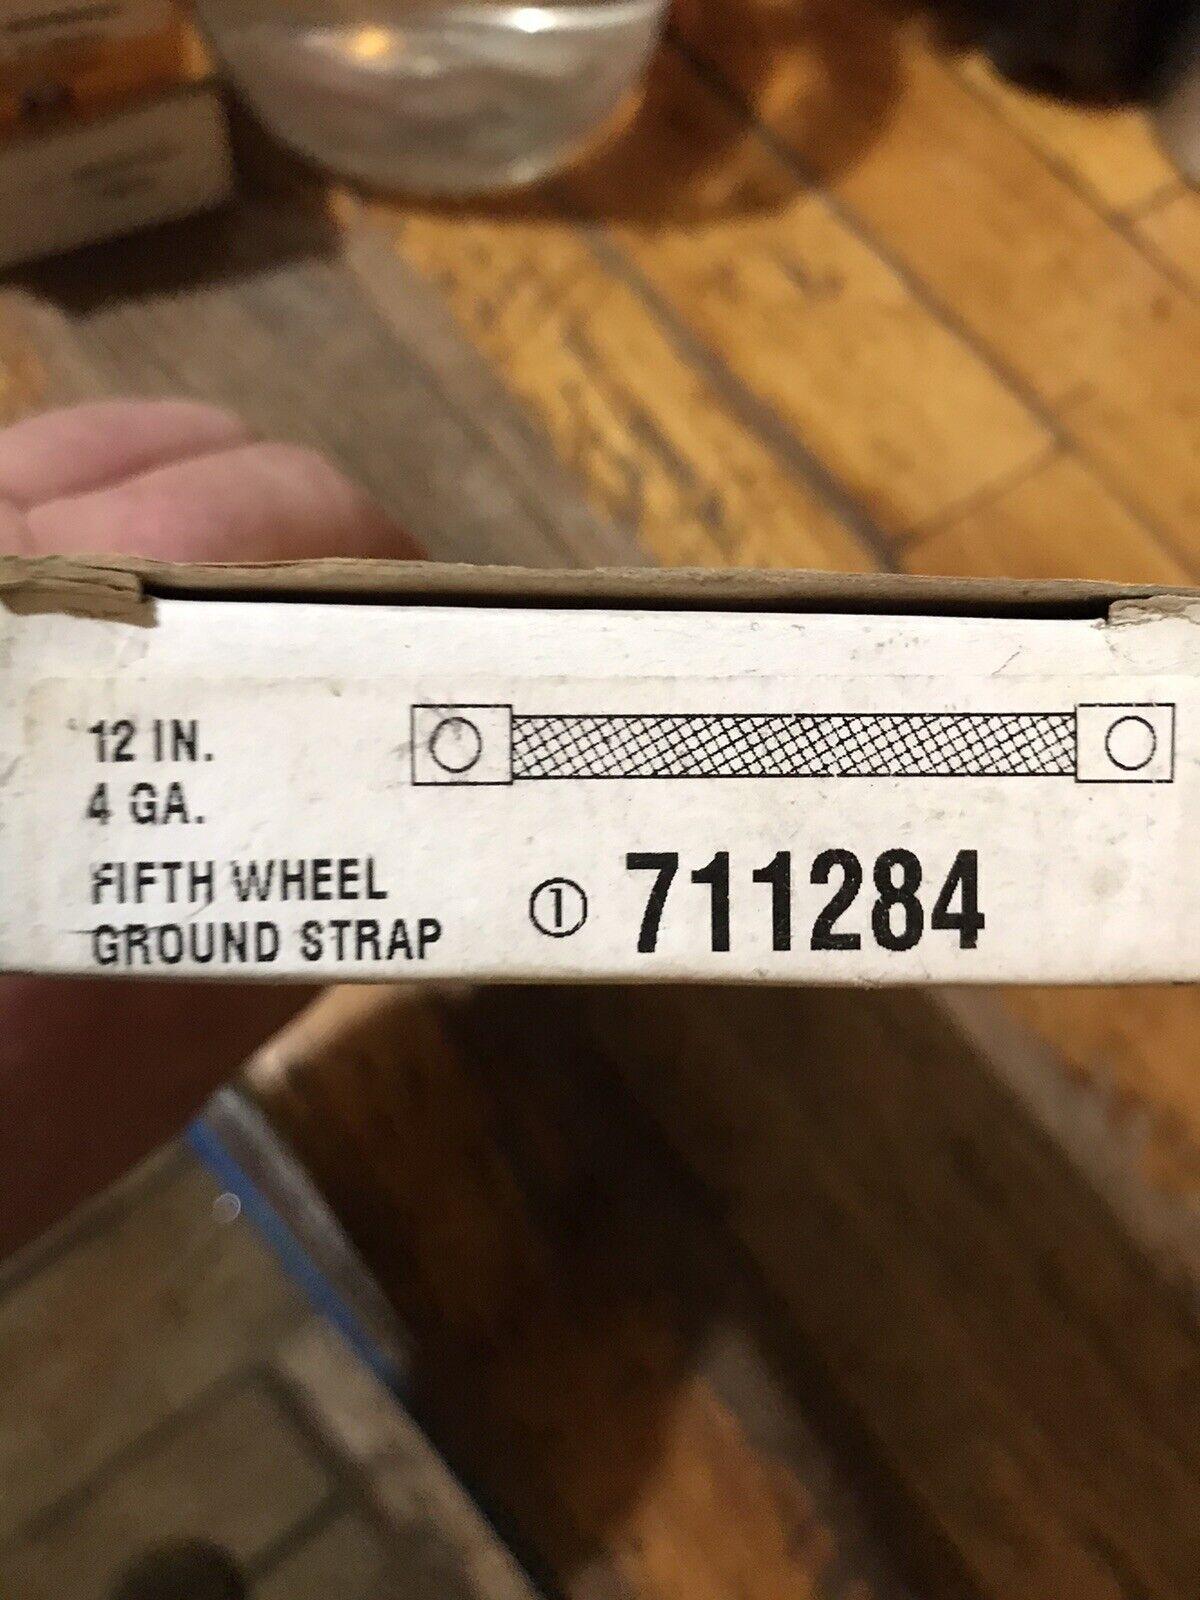 12 IN.
4 GA.
FIFTH WHEEL
GROUND STRAP
① 711284